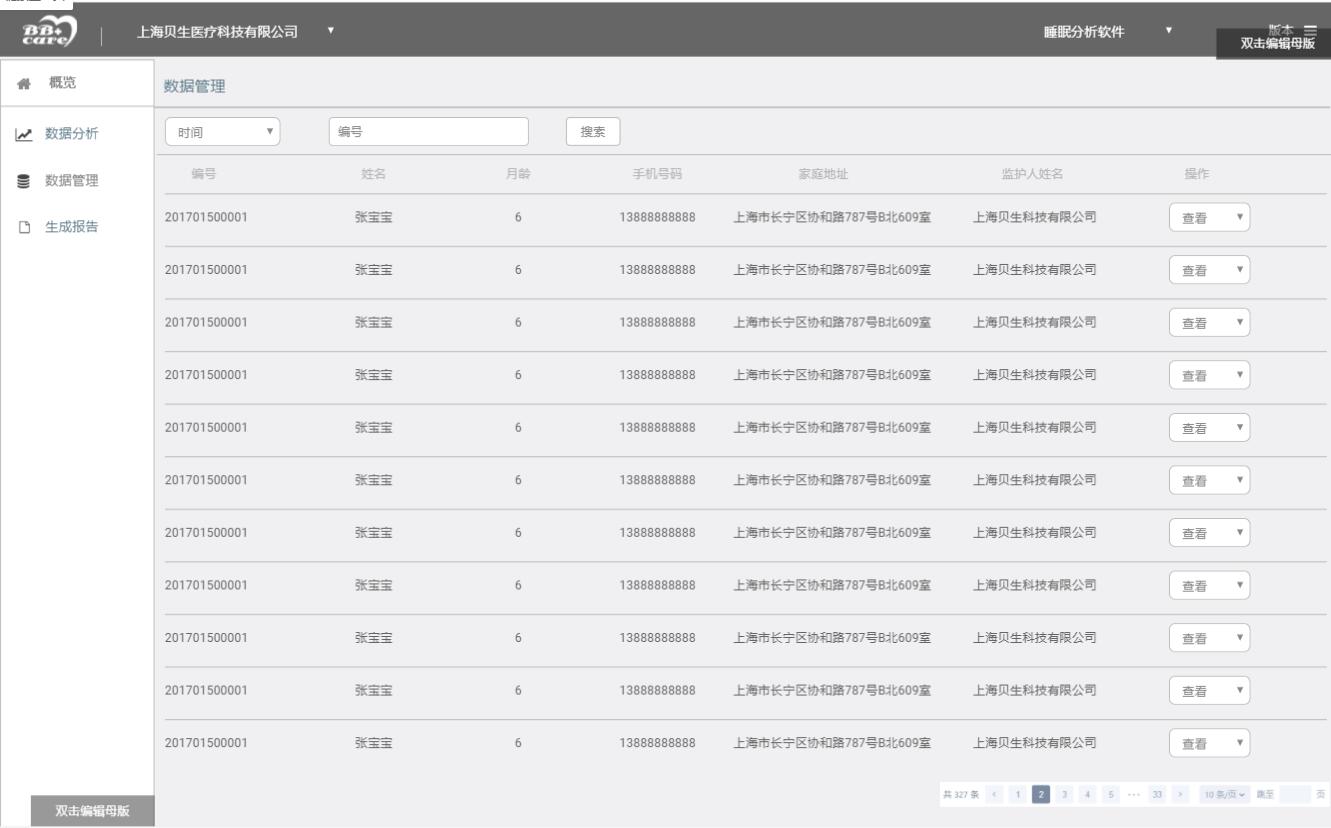 BB+
care
上海贝生医疗科技有限公司 ▼ 睡眠分析软件 ▼ 版本
双击编辑母版
概览
数据分析
数据管理
生成报告
数据管理
时间 ▼ 编号 搜索
编号 姓名 月龄 手机号码 家庭地址 监护人姓名 操作
201701500001 张宝宝 6 13888888888 上海市长宁区协和路787号B北609室 上海贝生科技有限公司 查看 ▼
201701500001 张宝宝 6 13888888888 上海市长宁区协和路787号B北609室 上海贝生科技有限公司 查看 ▼
201701500001 张宝宝 6 13888888888 上海市长宁区协和路787号B北609室 上海贝生科技有限公司 查看 ▼
201701500001 张宝宝 6 13888888888 上海市长宁区协和路787号B北609室 上海贝生科技有限公司 查看 ▼
201701500001 张宝宝 6 13888888888 上海市长宁区协和路787号B北609室 上海贝生科技有限公司 查看 ▼
201701500001 张宝宝 6 13888888888 上海市长宁区协和路787号B北609室 上海贝生科技有限公司 查看 ▼
201701500001 张宝宝 6 13888888888 上海市长宁区协和路787号B北609室 上海贝生科技有限公司 查看 ▼
201701500001 张宝宝 6 13888888888 上海市长宁区协和路787号B北609室 上海贝生科技有限公司 查看 ▼
201701500001 张宝宝 6 13888888888 上海市长宁区协和路787号B北609室 上海贝生科技有限公司 查看 ▼
201701500001 张宝宝 6 13888888888 上海市长宁区协和路787号B北609室 上海贝生科技有限公司 查看 ▼
201701500001 张宝宝 6 13888888888 上海市长宁区协和路787号B北609室 上海贝生科技有限公司 查看 ▼
共 327 条 < 1 2 3 4 5 ··· 33 > 10 条/页 跳至 页
双击编辑母版